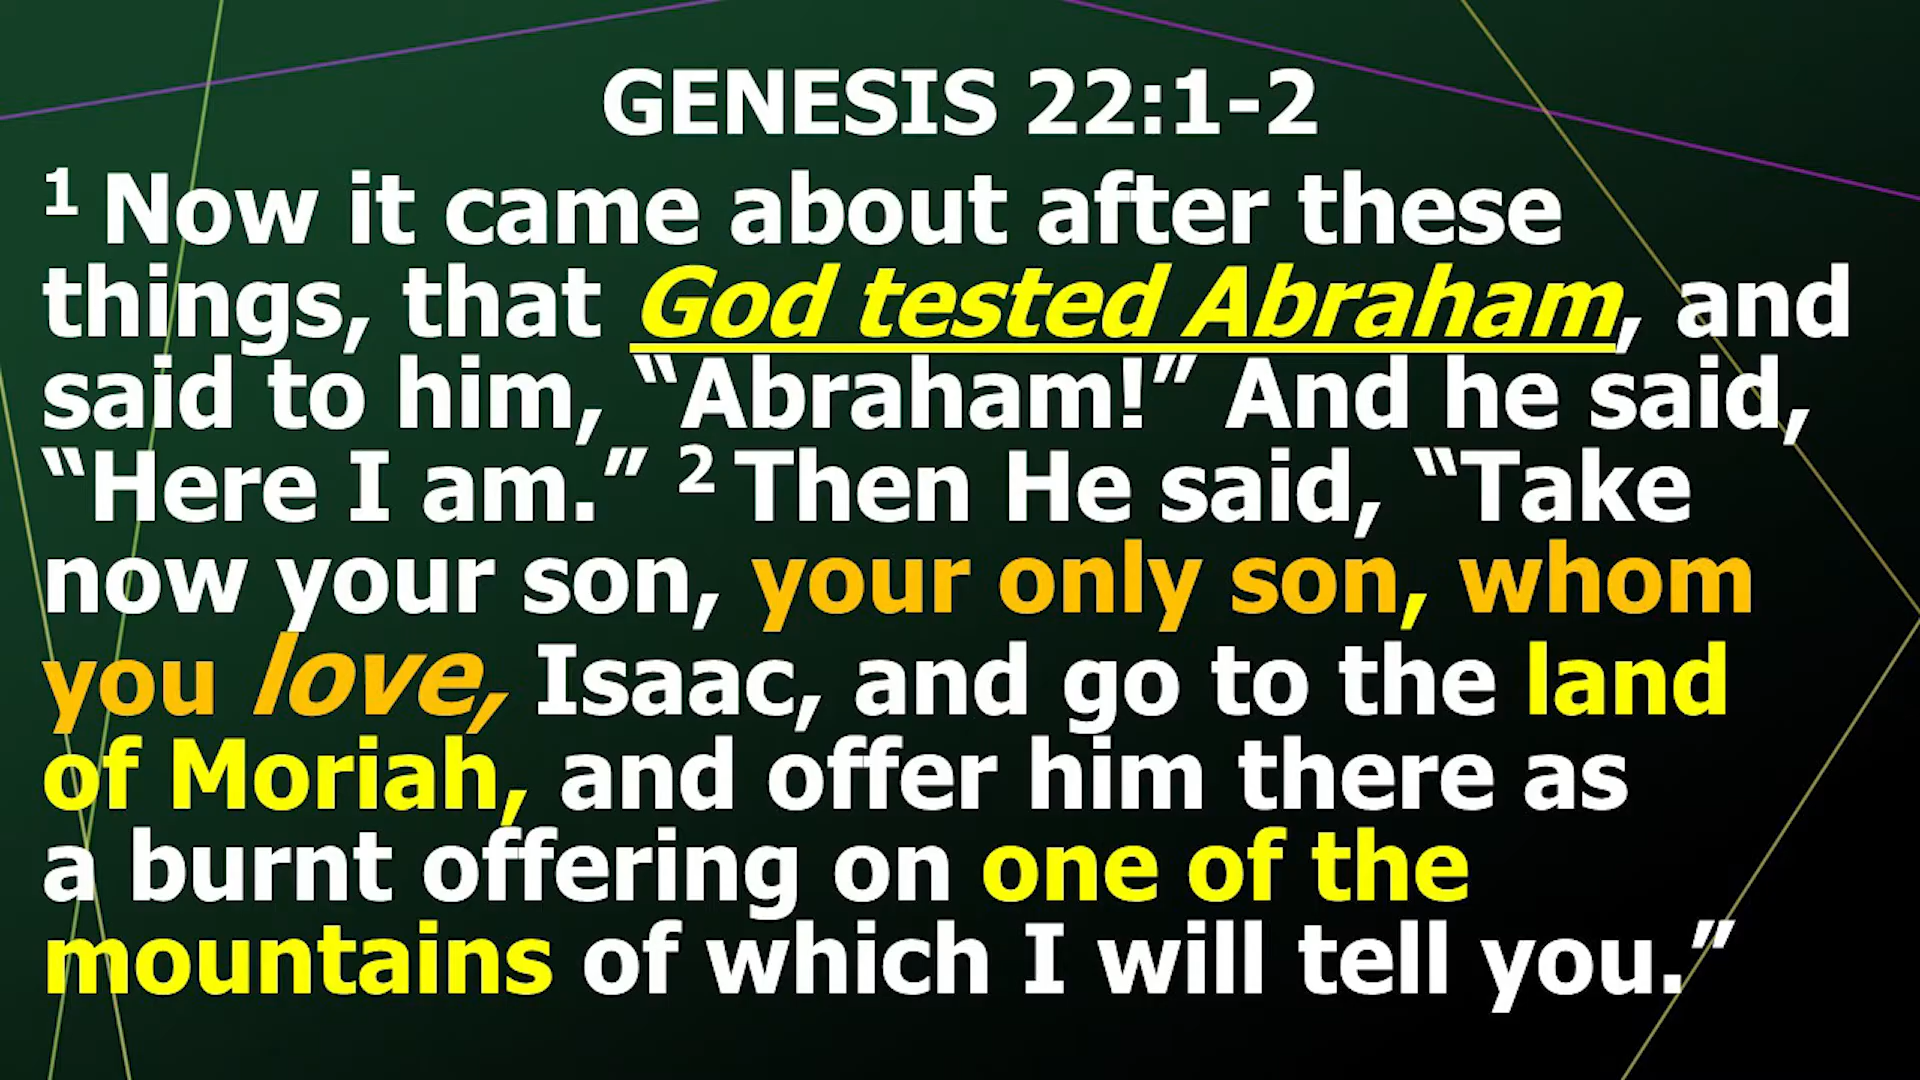 GENESIS 22:1-2
1 Now it came about after these
things, that God tested Abraham, and
said to him, “Abraham!” And he said,
“Here I am.” 2 Then He said, “Take
now your son, your only son, whom
you love, Isaac, and go to the land
of Moriah, and offer him there as
a burnt offering on one of the
mountains of which I will tell you.”